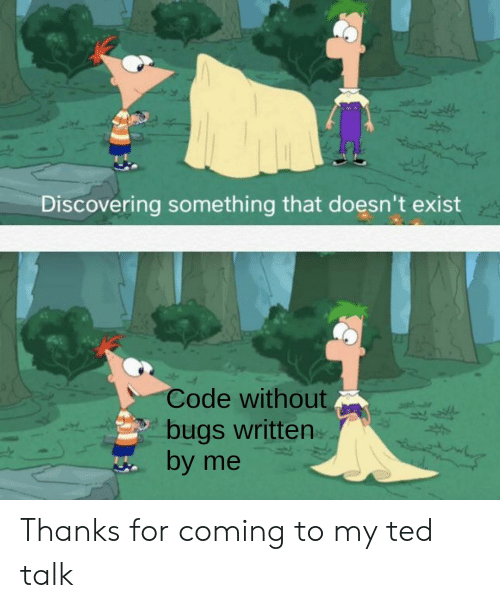 Discovering something that doesn't exist
Code without
bugs written
by me
Thanks for coming to my ted
talk